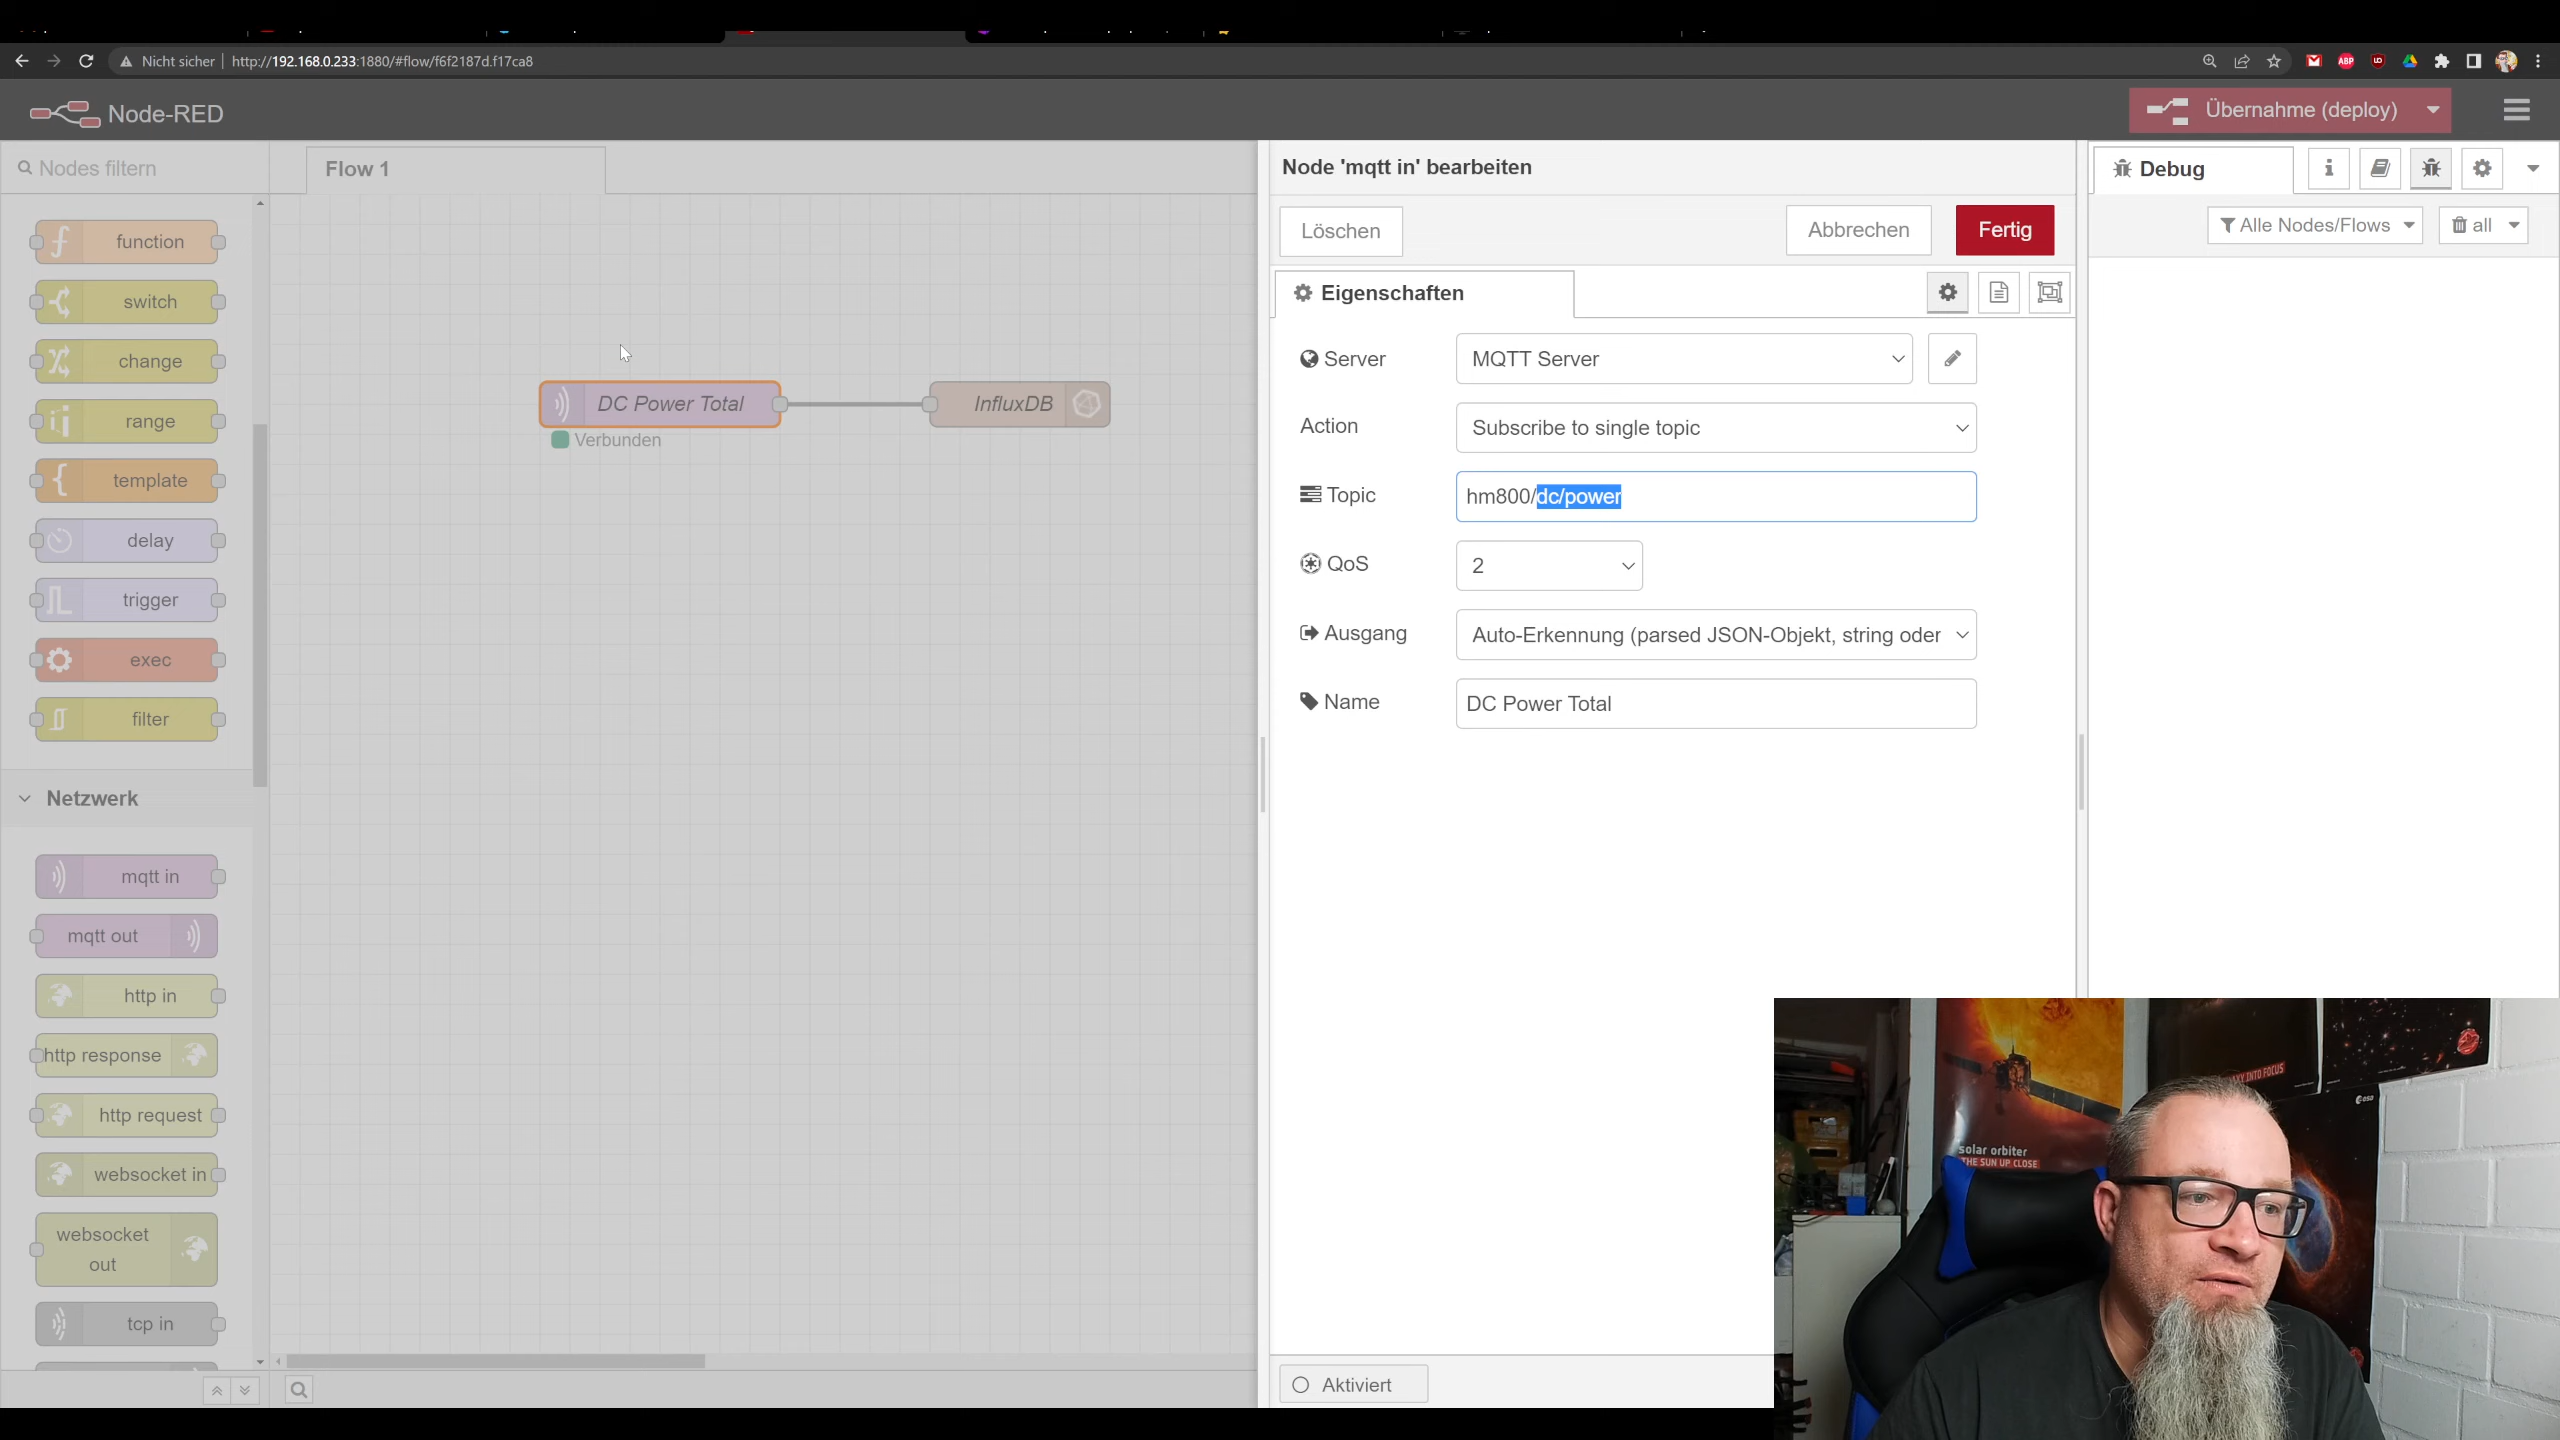 Nicht sicher
http://192.168.0.233:1880/#flow/f6f2187d.f17ca8
ABP
Node-RED
Übernahme (deploy)
Nodes filtern
Flow 1
function
switch
change
range
template
delay
trigger
exec
filter
Netzwerk
mqtt in
mqtt out
http in
http response
http request
websocket in
websocket
out
tcp in
DC Power Total
Verbunden
InfluxDB
Node 'mqtt in' bearbeiten
Löschen
Abbrechen
Fertig
Eigenschaften
Server
MQTT Server
Action
Subscribe to single topic
Topic
hm800/dc/power
QoS
2
Ausgang
Auto-Erkennung (parsed JSON-Objekt, string oder
Name
DC Power Total
Aktiviert
Debug
Alle Nodes/Flows
all
solar orbiter
THE SUN UP CLOSE
INTO FOCUS
esa